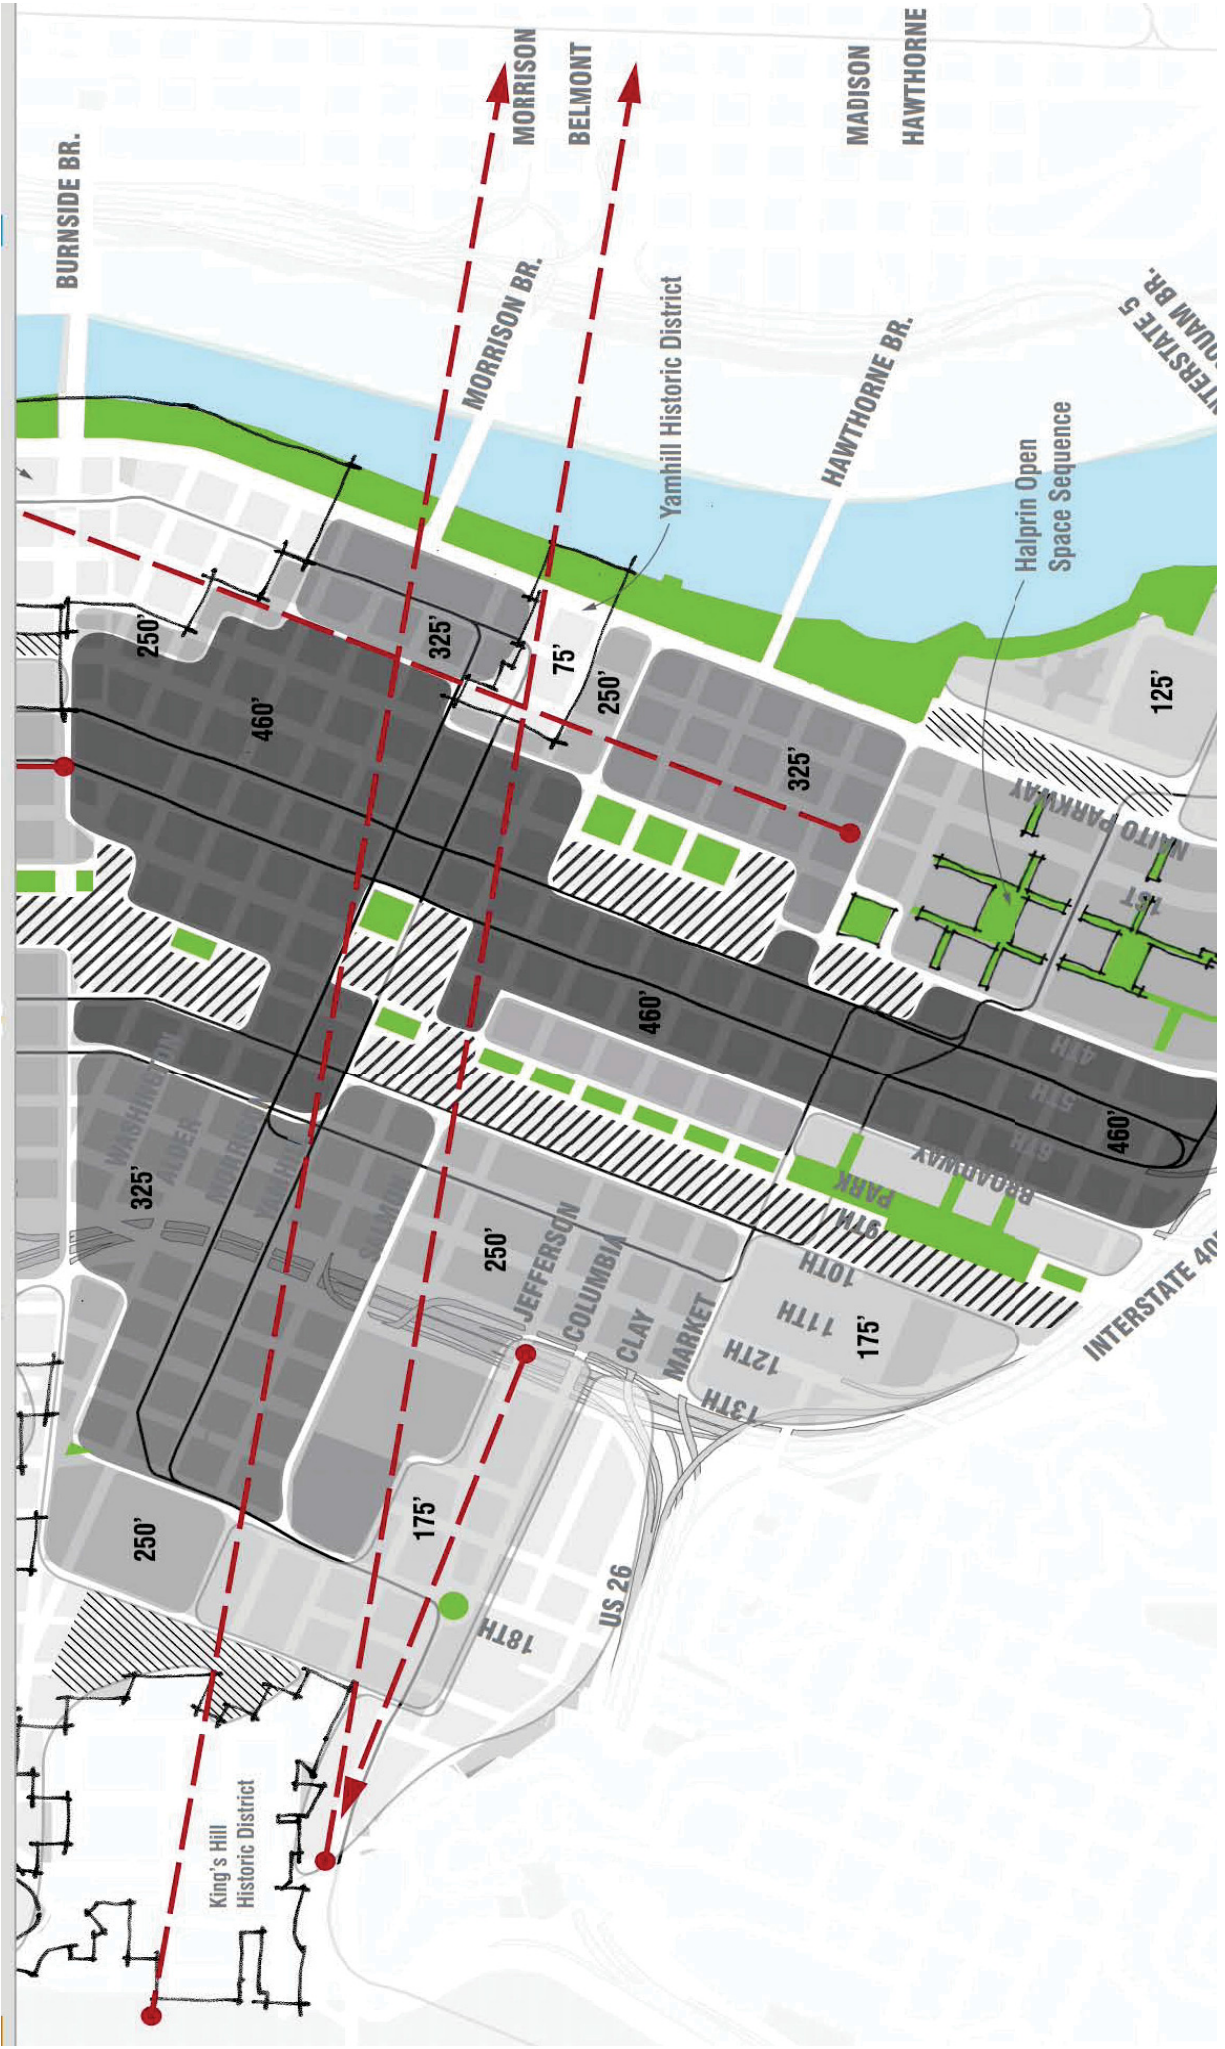 BURNSIDE BR.
MORRISON
BELMONT
MADISON
HAWTHORNE
MORRISON BR.
Yamhill Historic District
HAWTHORNE BR.
INTERSTATE 5
Halprin Open
Space Sequence
250'
460'
325'
75'
250'
325'
125'
NAITO PARKWAY
1ST
460'
4TH
5TH
6TH
460'
BROADWAY
PARK
9TH
10TH
11TH
12TH
13TH
175'
WASHINGTON
ALDER
MORRISON
YAMHILL
SALMON
325'
250'
JEFFERSON
COLUMBIA
CLAY
MARKET
INTERSTATE
250'
175'
18TH
US 26
King's Hill
Historic District